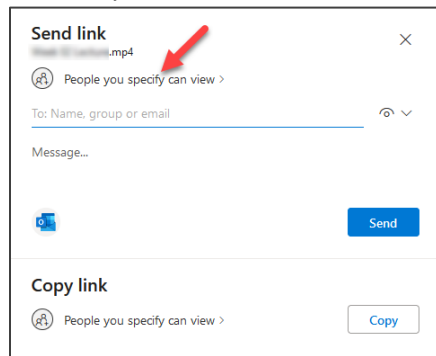 Send link
.mp4
People you specify can view >
To: Name, group or email
Message...
Send
Copy link
People you specify can view >
Copy